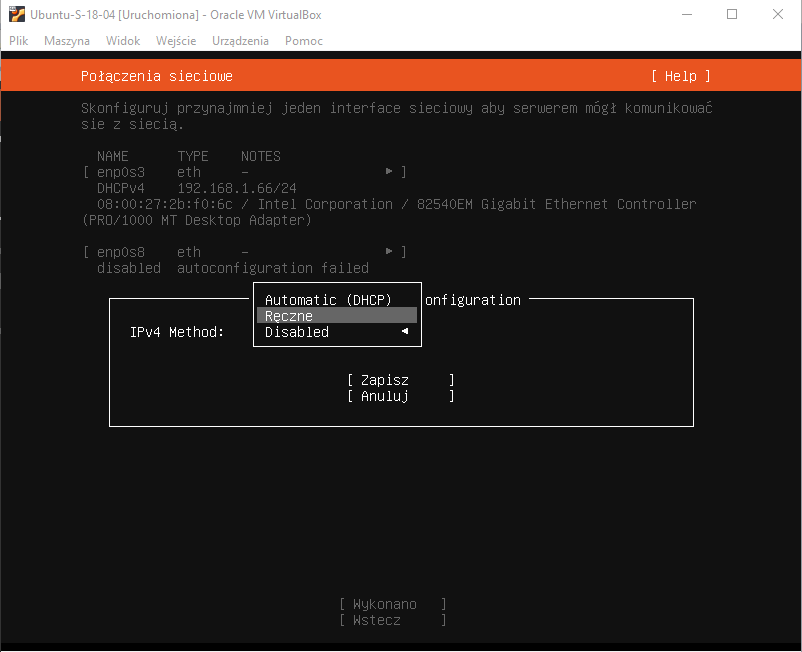 Ubuntu-S-18-04 [Uruchomiona] - Oracle VM VirtualBox
Plik Maszyna Widok Wejście Urządzenia Pomoc
Połączenia sieciowe [ Help ]
Skonfiguruj przynajmniej jeden interface sieciowy aby serwerem mógł komunikować
sie z siecią.
NAME TYPE NOTES
[ enp0s3 eth - ▸ ]
DHCPv4 192.168.1.66/24
08:00:27:2b:f0:6c / Intel Corporation / 82540EM Gigabit Ethernet Controller
(PRO/1000 MT Desktop Adapter)
[ enp0s8 eth - ▸ ]
disabled autoconfiguration failed
Automatic (DHCP) onfiguration
Ręczne
IPv4 Method: Disabled ◂
[ Zapisz ]
[ Anuluj ]
[ Wykonano ]
[ Wstecz ]